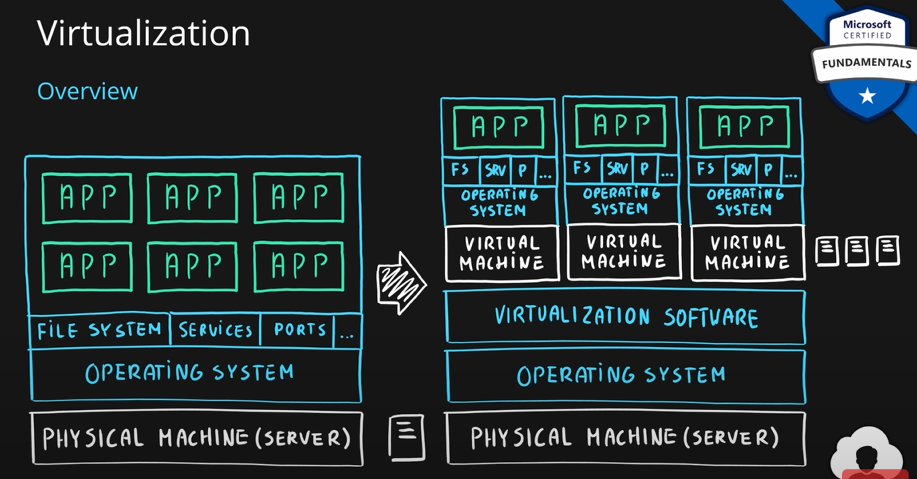 Virtualization
Overview
Microsoft
CERTIFIED
FUNDAMENTALS
APP APP APP
APP APP APP
FILE SYSTEM SERVICES PORTS ...
OPERATING SYSTEM
PHYSICAL MACHINE (SERVER)
APP APP APP
FS SRV P ... FS SRV P ... FS SRV P ...
OPERATING OPERATING OPERATING
SYSTEM SYSTEM SYSTEM
VIRTUAL VIRTUAL VIRTUAL
MACHINE MACHINE MACHINE
VIRTUALIZATION SOFTWARE
OPERATING SYSTEM
PHYSICAL MACHINE (SERVER)